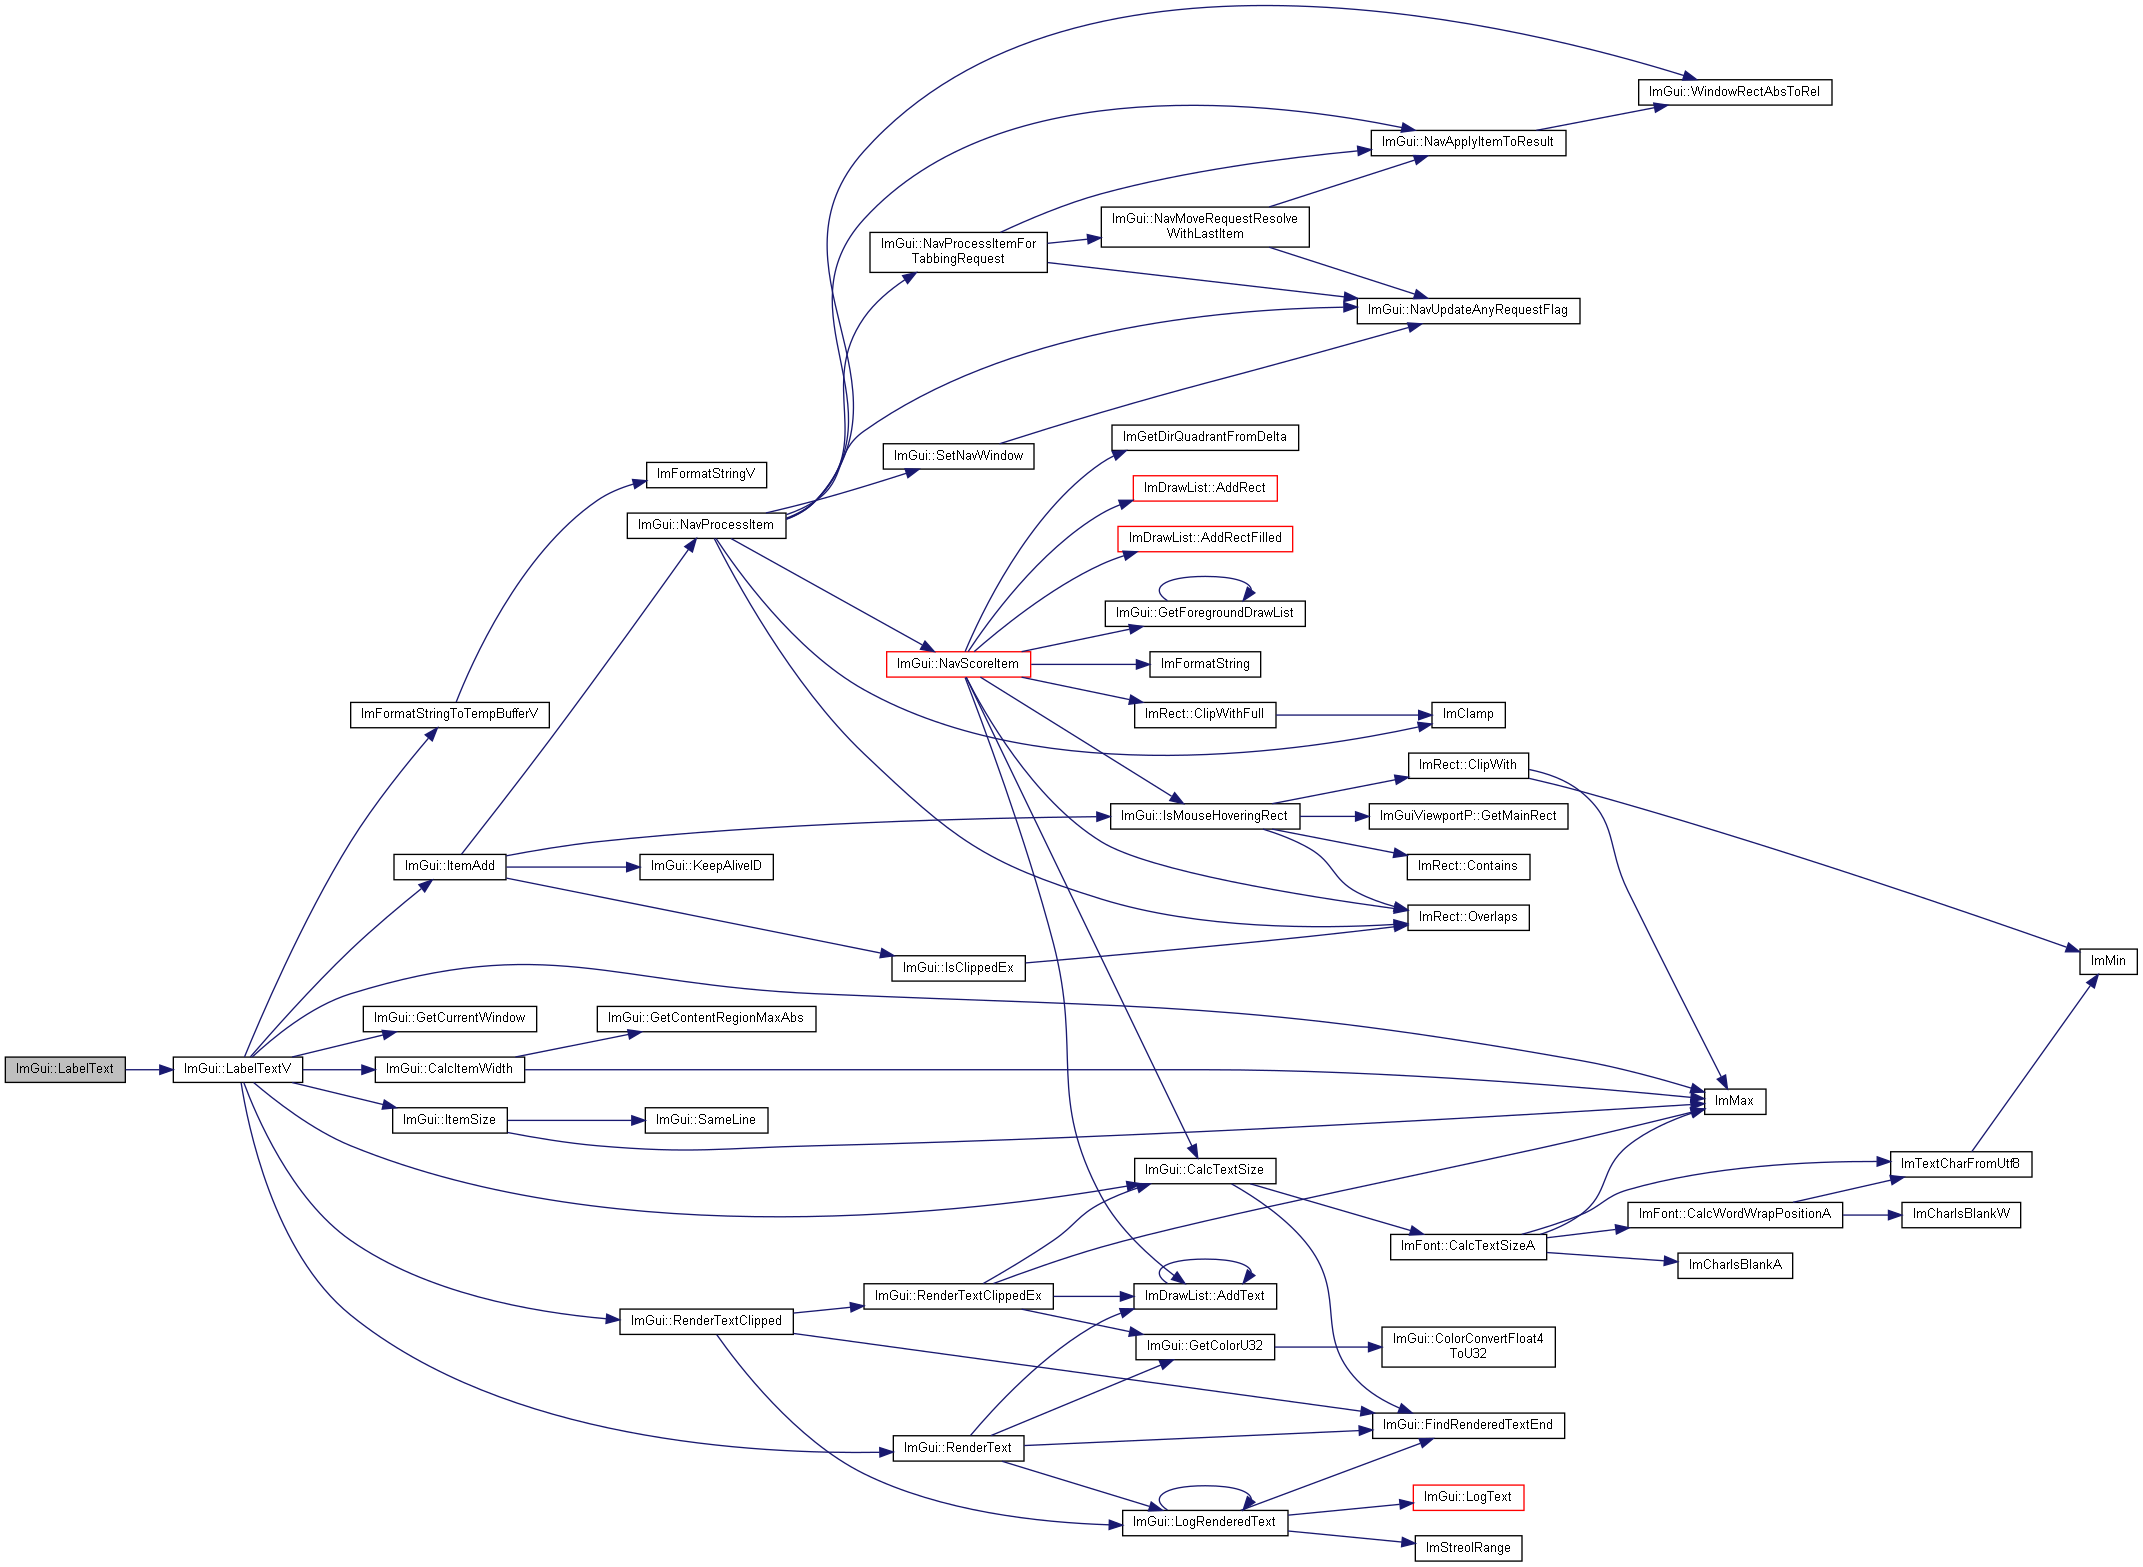 ImGui::WindowRectAbsToRel
ImGui::NavApplyItemToResult
ImGui::NavMoveRequestResolve
WithLastItem
ImGui::NavProcessItemFor
TabbingRequest
ImGui::NavUpdateAnyRequestFlag
ImGetDirQuadrantFromDelta
ImGui::SetNavWindow
ImFormatStringV
ImDrawList::AddRect
ImGui::NavProcessItem
ImDrawList::AddRectFilled
ImGui::GetForegroundDrawList
ImGui::NavScoreItem
ImFormatString
ImFormatStringToTempBufferV
ImRect::ClipWithFull
ImClamp
ImRect::ClipWith
ImGui::IsMouseHoveringRect
ImGuiViewportP::GetMainRect
ImGui::ItemAdd
ImGui::KeepAliveID
ImRect::Contains
ImRect::Overlaps
ImGui::IsClippedEx
ImMin
ImGui::GetCurrentWindow
ImGui::GetContentRegionMaxAbs
ImGui::LabelText
ImGui::LabelTextV
ImGui::CalcItemWidth
ImMax
ImGui::ItemSize
ImGui::SameLine
ImGui::CalcTextSize
ImTextCharFromUtf8
ImFont::CalcWordWrapPositionA
ImCharIsBlankW
ImFont::CalcTextSizeA
ImCharIsBlankA
ImGui::RenderTextClippedEx
ImDrawList::AddText
ImGui::RenderTextClipped
ImGui::GetColorU32
ImGui::ColorConvertFloat4
ToU32
ImGui::FindRenderedTextEnd
ImGui::RenderText
ImGui::LogText
ImGui::LogRenderedText
ImStreolRange